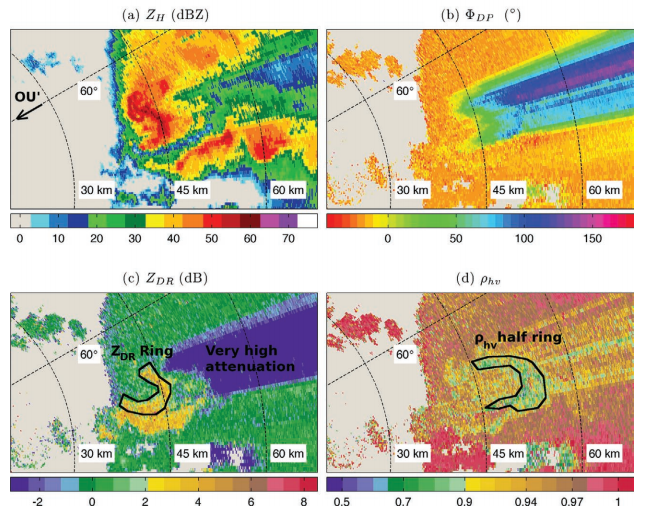 (a) Z_H (dBZ)
(b) Φ_DP (°)
OU'
60°
30 km
45 km
60 km
60°
30 km
45 km
60 km
0 10 20 30 40 50 60 70
0 50 100 150
(c) Z_DR (dB)
(d) ρ_hv
60°
Z_DR Ring
Very high
attenuation
30 km
45 km
60 km
60°
ρ_hv half ring
30 km
45 km
60 km
-2 0 2 4 6 8
0.5 0.7 0.9 0.94 0.97 1